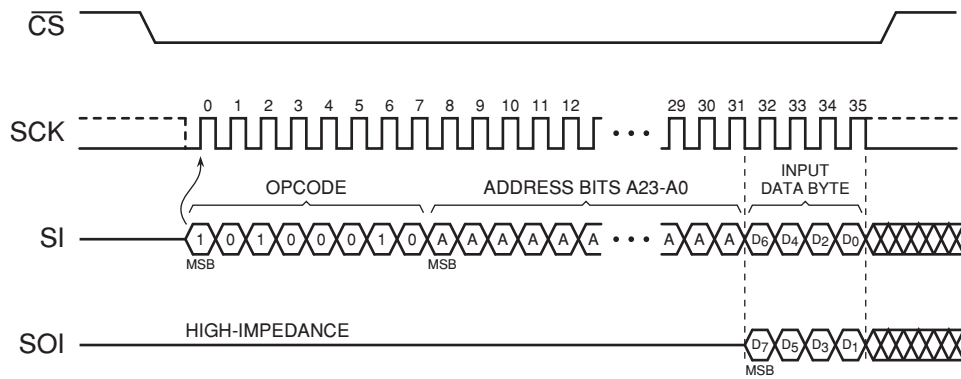 CS
0 1 2 3 4 5 6 7 8 9 10 11 12 29 30 31 32 33 34 35
SCK
OPCODE
ADDRESS BITS A23-A0
INPUT
DATA BYTE
SI
1 0 1 0 0 0 1 0 A A A A A A A A A D6 D4 D2 D0
MSB MSB
HIGH-IMPEDANCE
SOI
D7 D5 D3 D1
MSB